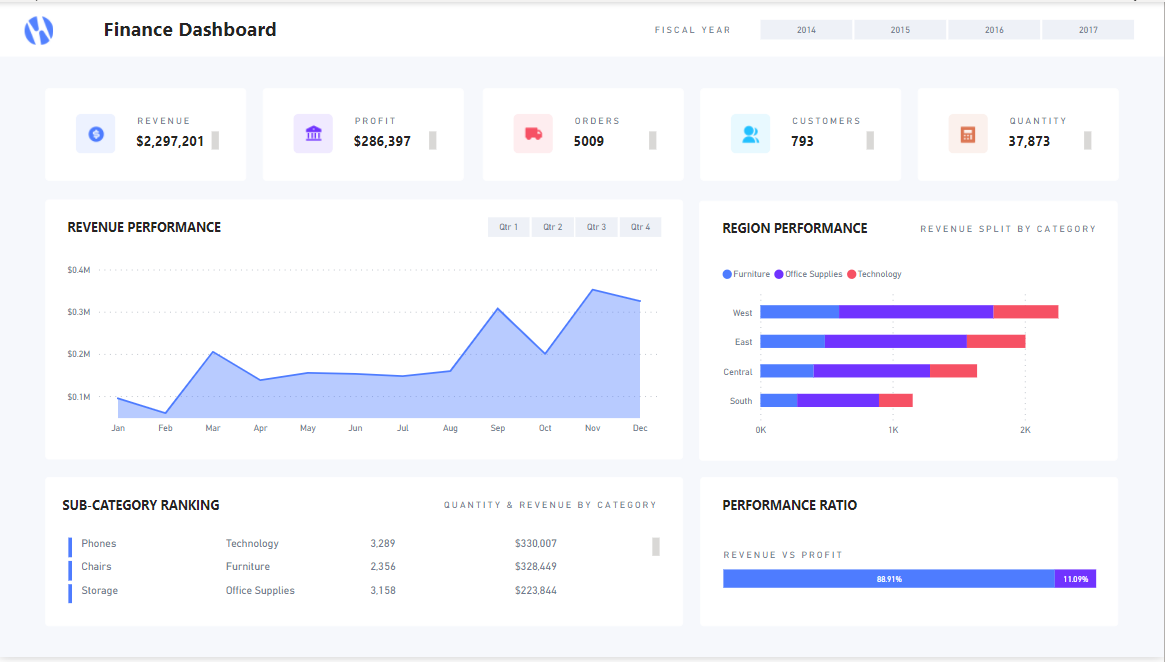 Finance Dashboard
FISCAL YEAR 2014 2015 2016 2017
REVENUE
$2,297,201
PROFIT
$286,397
ORDERS
5009
CUSTOMERS
793
QUANTITY
37,873
REVENUE PERFORMANCE
Qtr 1 Qtr 2 Qtr 3 Qtr 4
$0.4M
$0.3M
$0.2M
$0.1M
Jan Feb Mar Apr May Jun Jul Aug Sep Oct Nov Dec
REGION PERFORMANCE
REVENUE SPLIT BY CATEGORY
Furniture Office Supplies Technology
West
East
Central
South
0K 1K 2K
SUB-CATEGORY RANKING
QUANTITY & REVENUE BY CATEGORY
Phones Technology 3,289 $330,007
Chairs Furniture 2,356 $328,449
Storage Office Supplies 3,158 $223,844
PERFORMANCE RATIO
REVENUE VS PROFIT
88.91% 11.09%